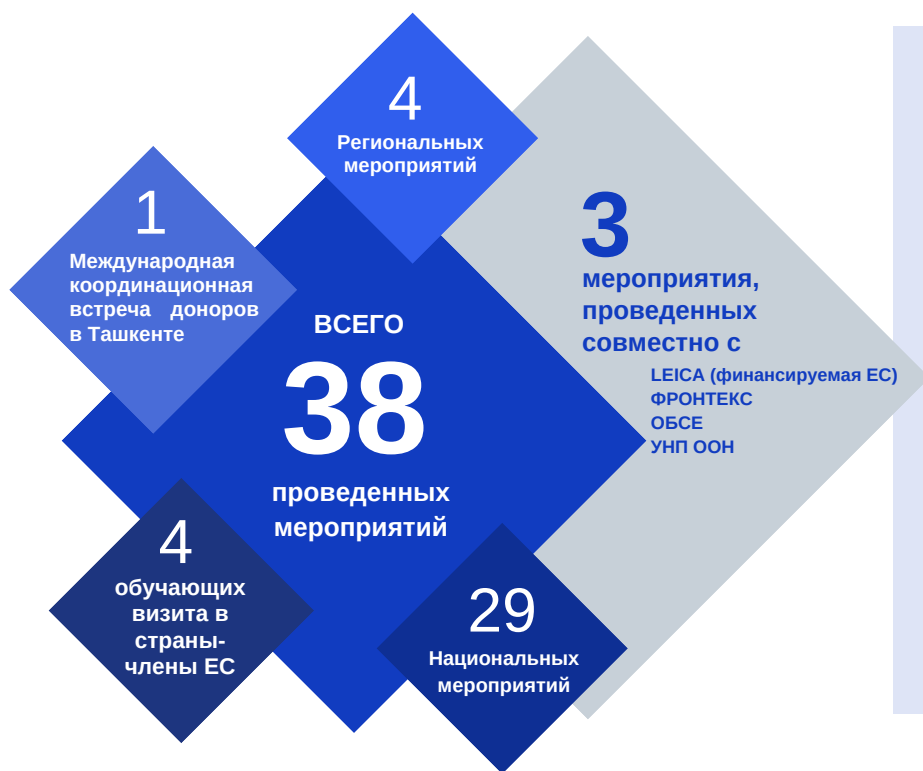 4
Региональных
мероприятий
1
Международная
координационная
встреча доноров
в Ташкенте
3
мероприятия,
проведенных
совместно с
LEICA (финансируемая ЕС)
ФРОНТЕКС
ОБСЕ
УНП ООН
ВСЕГО
38
проведенных
мероприятий
4
обучающих
визита в
страны-
члены ЕС
29
Национальных
мероприятий